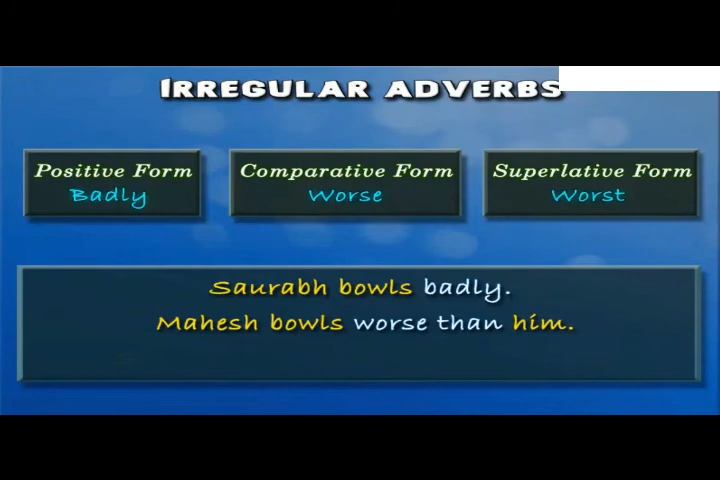 IRREGULAR ADVERBS
Positive Form
Badly
Comparative Form
Worse
Superlative Form
Worst
Saurabh bowls badly.
Mahesh bowls worse than him.